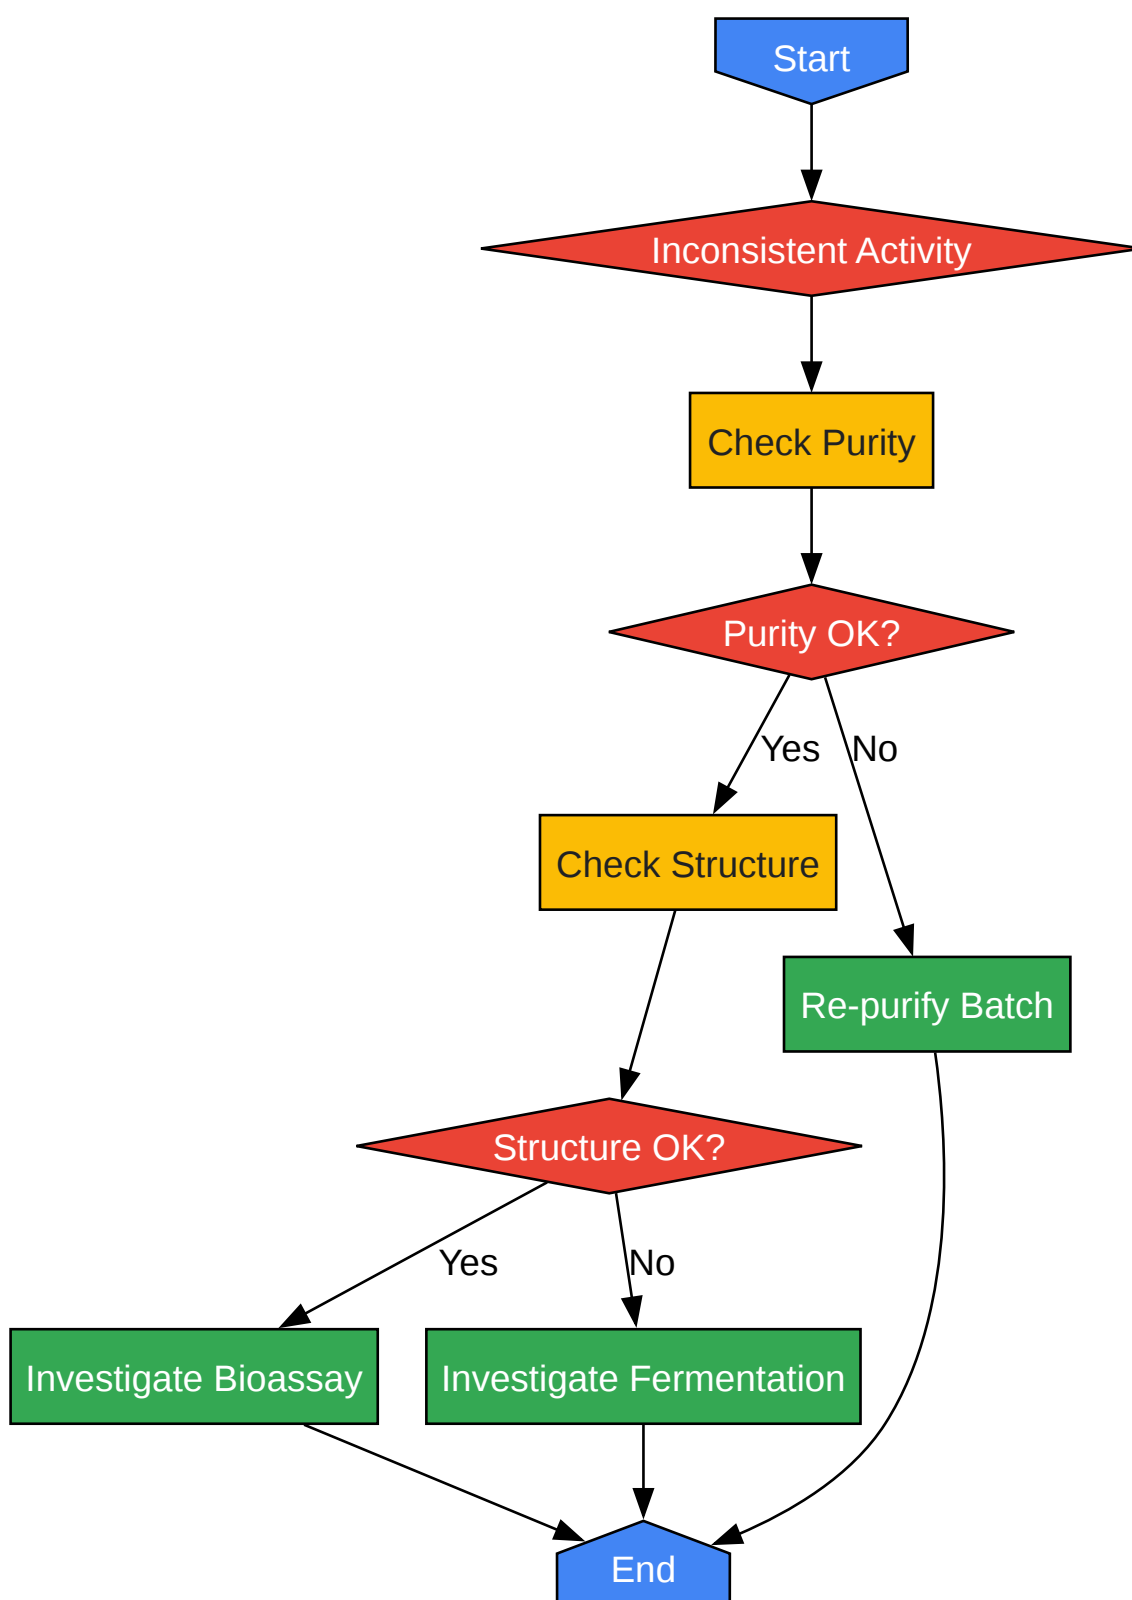 Start
Inconsistent Activity
Check Purity
Purity OK?
Yes
No
Check Structure
Re-purify Batch
Structure OK?
Yes
No
Investigate Bioassay
Investigate Fermentation
End